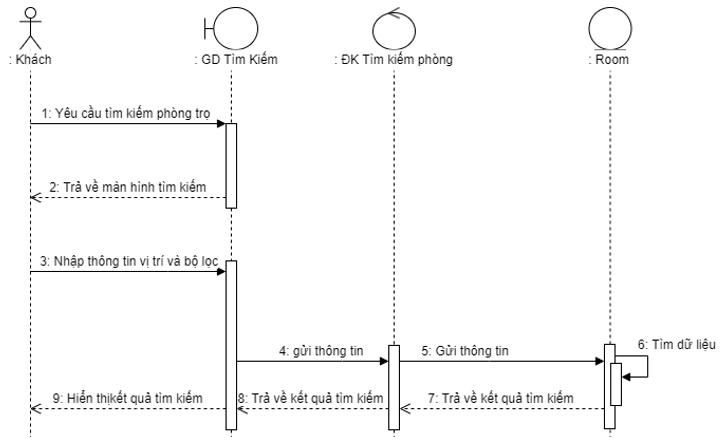 : Khách
: GD Tìm Kiếm
: ĐK Tìm kiếm phòng
: Room
1: Yêu cầu tìm kiếm phòng trọ
2: Trả về màn hình tìm kiếm
3: Nhập thông tin vị trí và bộ lọc
4: gửi thông tin
5: Gửi thông tin
6: Tìm dữ liệu
9: Hiển thịkết quả tìm kiếm
8: Trả về kết quả tìm kiếm
7: Trả về kết quả tìm kiếm